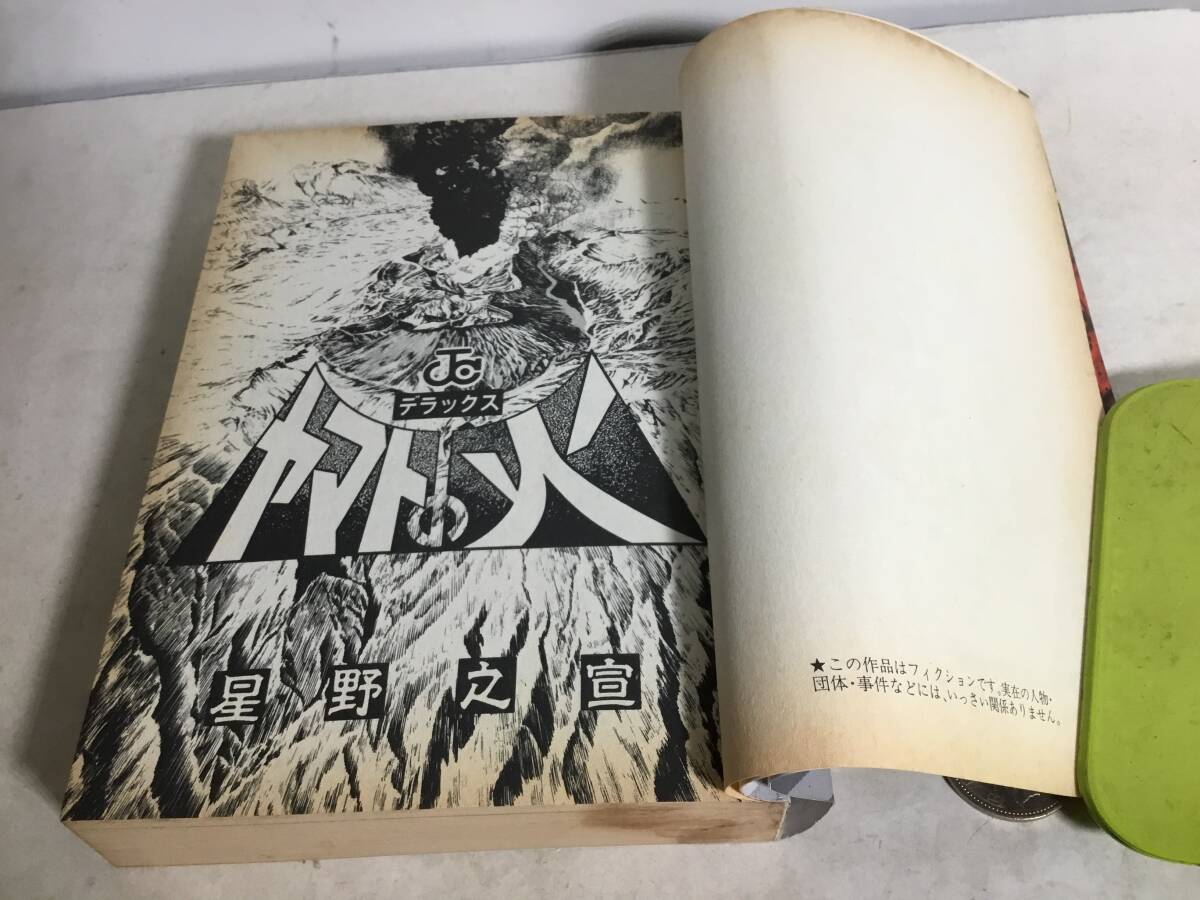 JC
デラックス
ヤマトの火
星野之宣
★この作品はフィクションです。実在の人物・
団体・事件などには、いっさい関係ありません。